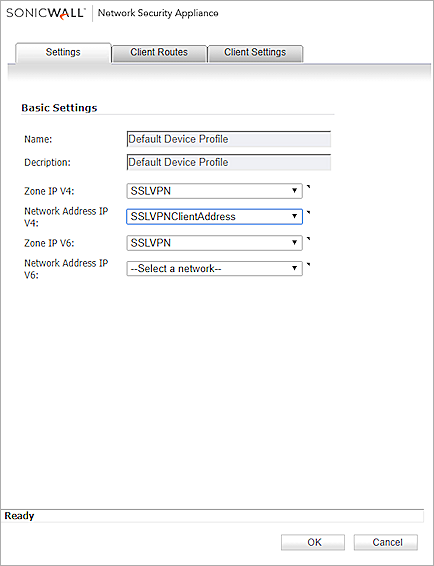 SONICWALL Network Security Appliance
Settings Client Routes Client Settings
Basic Settings
Name: Default Device Profile
Decription: Default Device Profile
Zone IP V4: SSLVPN
Network Address IP V4: SSLVPNClientAddress
Zone IP V6: SSLVPN
Network Address IP V6: --Select a network--
Ready
OK Cancel